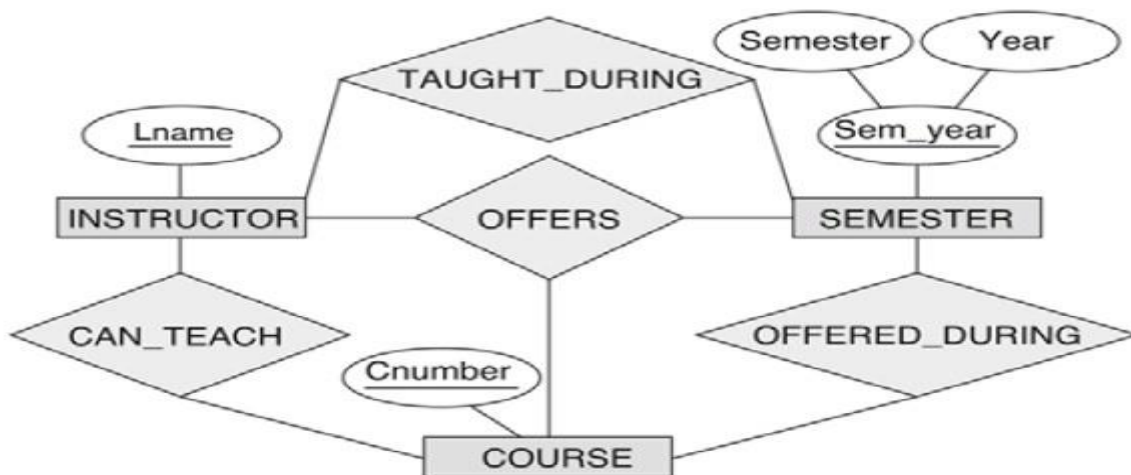 Semester
Year
TAUGHT_DURING
Lname
Sem_year
INSTRUCTOR
OFFERS
SEMESTER
CAN_TEACH
OFFERED_DURING
Cnumber
COURSE